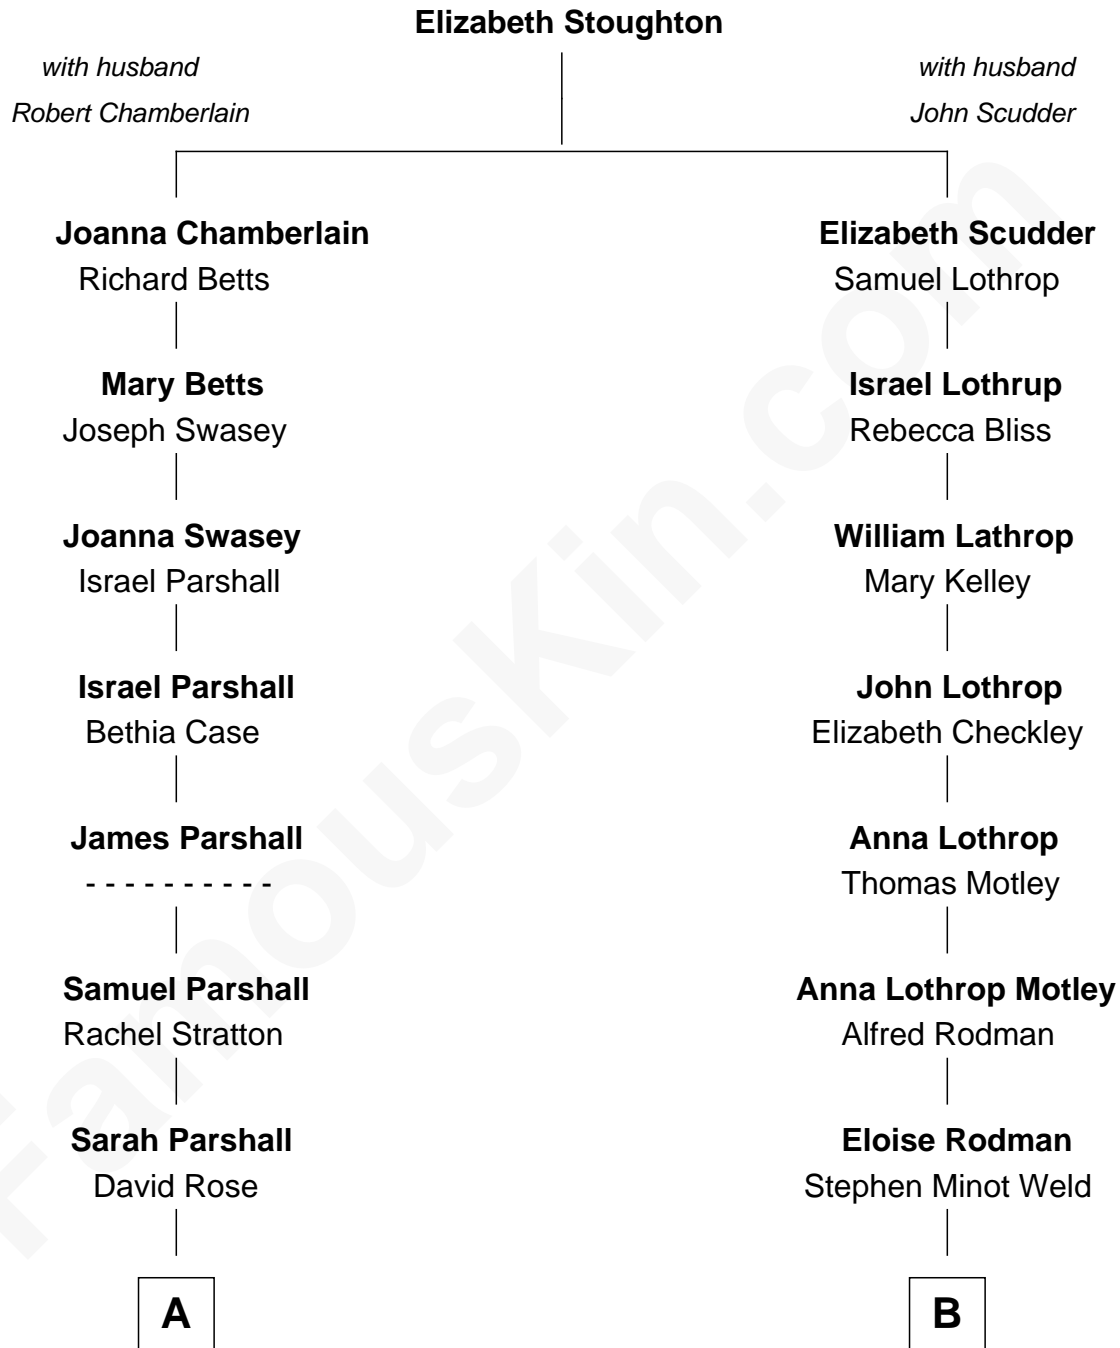 Elizabeth Stoughton
with husband
Robert Chamberlain
with husband
John Scudder
Joanna Chamberlain
Richard Betts
Elizabeth Scudder
Samuel Lothrop
Mary Betts
Joseph Swasey
Israel Lothrup
Rebecca Bliss
Joanna Swasey
Israel Parshall
William Lathrop
Mary Kelley
Israel Parshall
Bethia Case
John Lothrop
Elizabeth Checkley
James Parshall
- - - - - - - - - -
Anna Lothrop
Thomas Motley
Samuel Parshall
Rachel Stratton
Anna Lothrop Motley
Alfred Rodman
Sarah Parshall
David Rose
Eloise Rodman
Stephen Minot Weld
A
B
FamousKin.com